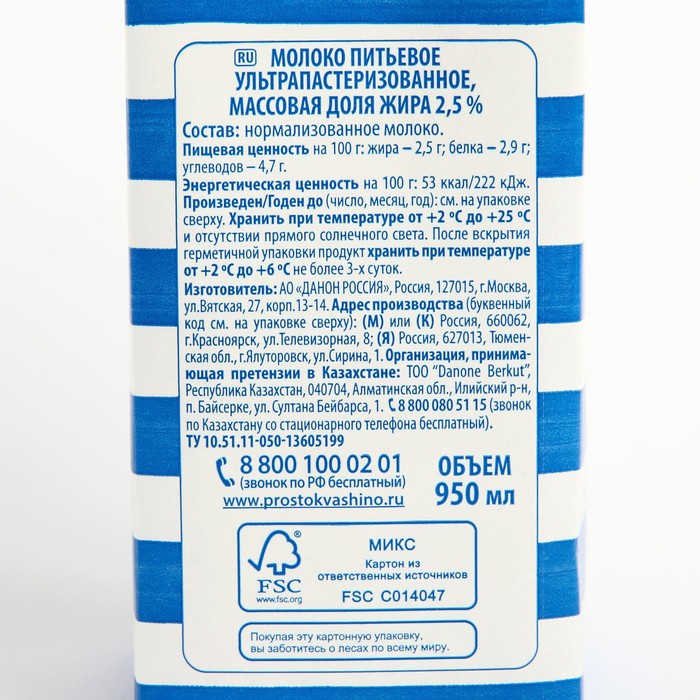 RU МОЛОКО ПИТЬЕВОЕ
УЛЬТРАПАСТЕРИЗОВАННОЕ,
МАССОВАЯ ДОЛЯ ЖИРА 2,5 %
Состав: нормализованное молоко.
Пищевая ценность на 100 г: жира – 2,5 г; белка – 2,9 г;
углеводов – 4,7 г.
Энергетическая ценность на 100 г: 53 ккал/222 кДж.
Произведен/Годен до (число, месяц, год): см. на упаковке
сверху. Хранить при температуре от +2 ºС до +25 ºС
и отсутствии прямого солнечного света. После вскрытия
герметичной упаковки продукт хранить при температуре
от +2 ºС до +6 ºС не более 3-х суток.
Изготовитель: АО «ДАНОН РОССИЯ», Россия, 127015, г.Москва,
ул.Вятская, 27, корп.13-14. Адрес производства (буквенный
код см. на упаковке сверху): (М) или (К) Россия, 660062,
г.Красноярск, ул.Телевизорная, 8; (Я) Россия, 627013, Тюмен-
ская обл., г.Ялуторовск, ул.Сирина, 1. Организация, принима-
ющая претензии в Казахстане: ТОО "Danone Berkut",
Республика Казахстан, 040704, Алматинская обл., Илийский р-н,
п. Байсерке, ул. Султана Бейбарса, 1. 8 800 080 51 15 (звонок
по Казахстану со стационарного телефона бесплатный).
ТУ 10.51.11-050-13605199
8 800 100 02 01
(звонок по РФ бесплатный)
www.prostokvashino.ru
ОБЪЕМ
950 мл
FSC
www.fsc.org
МИКС
Картон из
ответственных источников
FSC C014047
Покупая эту картонную упаковку,
вы заботитесь о лесах по всему миру.